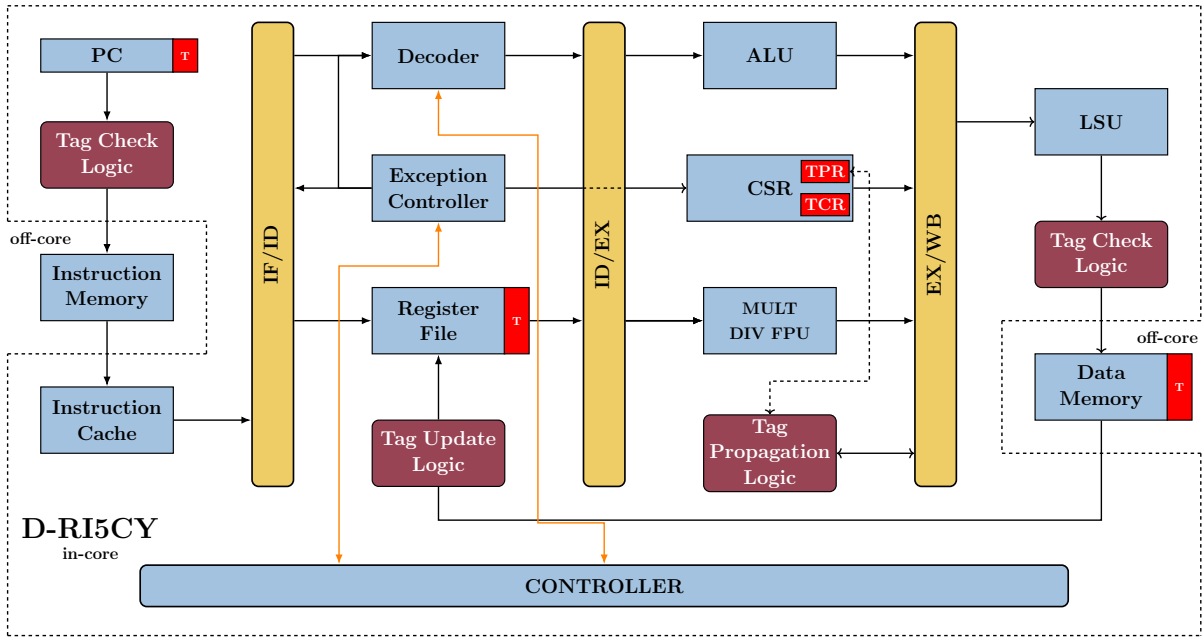 PC
T
Tag Check
Logic
off-core
Instruction
Memory
Instruction
Cache
IF/ID
Decoder
Exception
Controller
Register
File
T
Tag Update
Logic
ID/EX
ALU
CSR
TPR
TCR
MULT
DIV FPU
Tag
Propagation
Logic
EX/WB
LSU
Tag Check
Logic
off-core
Data
Memory
T
D-RI5CY
in-core
CONTROLLER